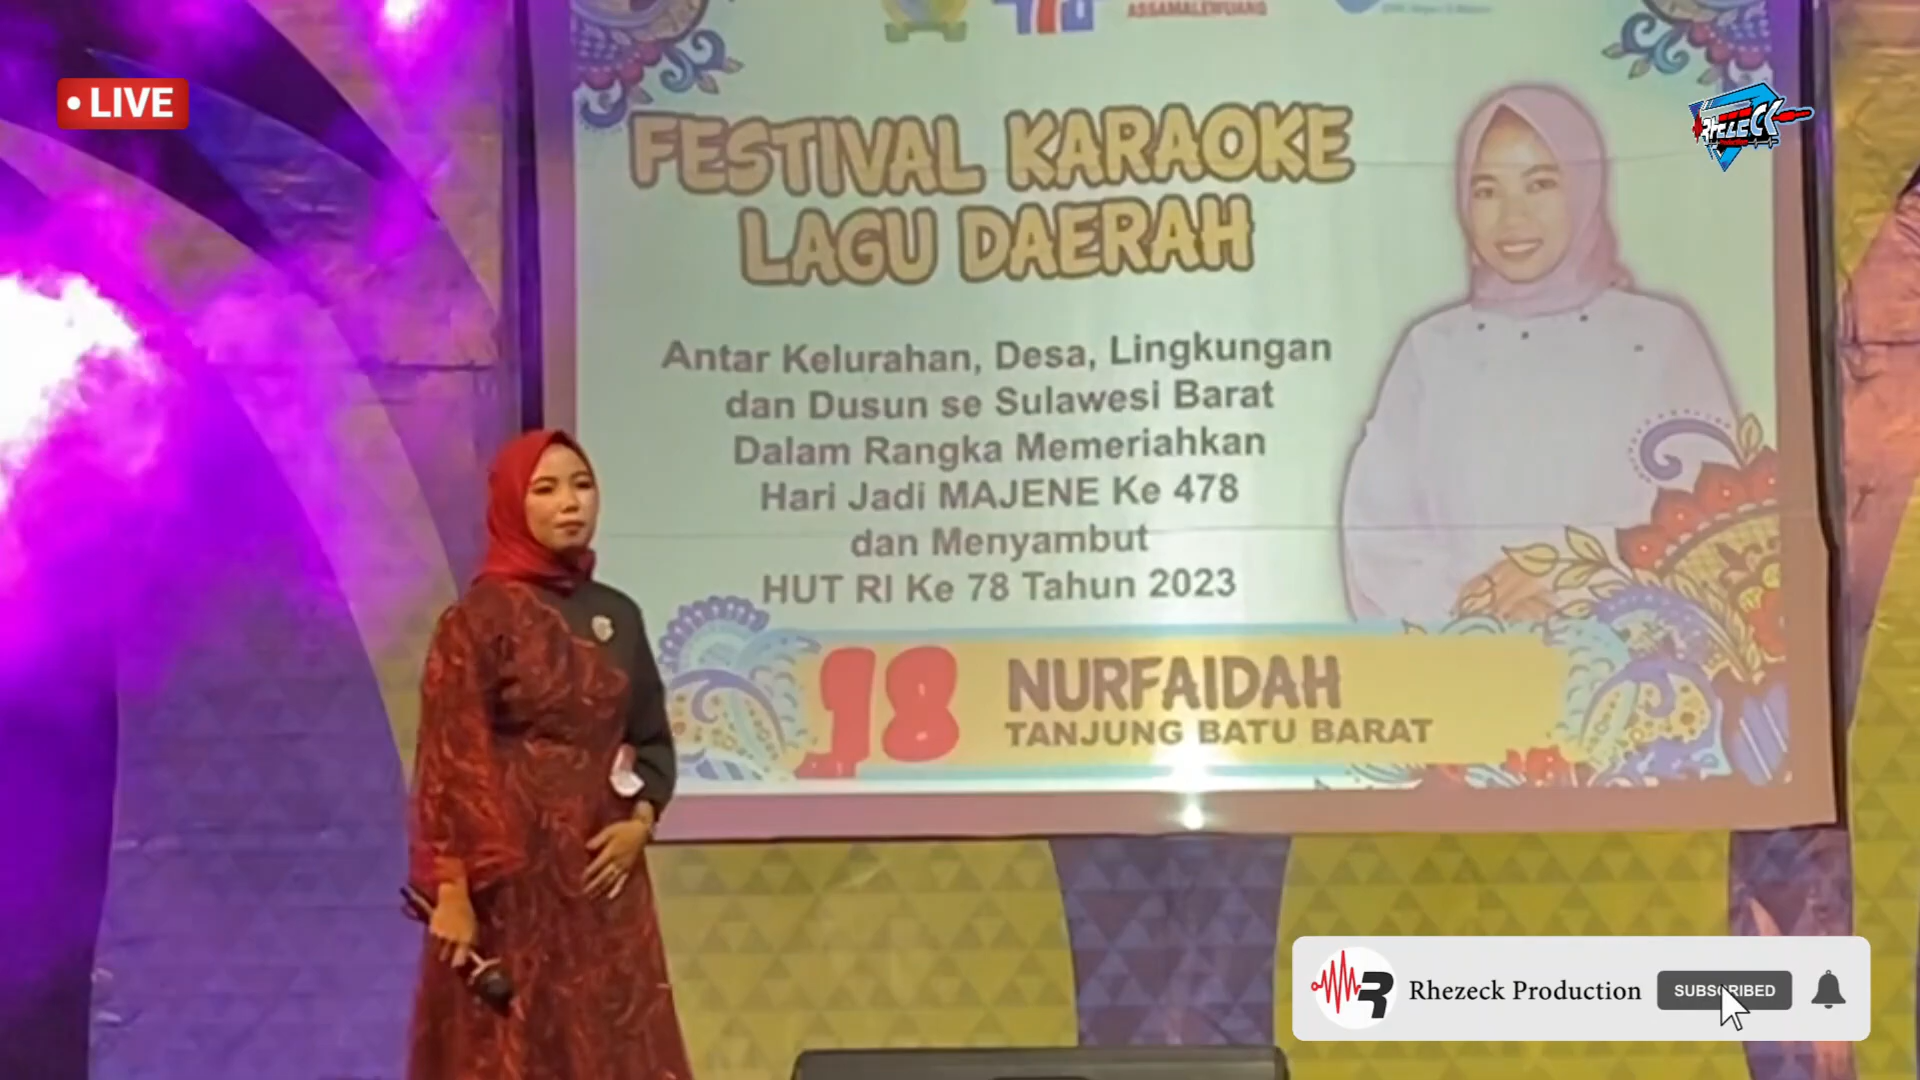 ASSAMALEWUANG
LIVE
RHEZECK
FESTIVAL KARAOKE
LAGU DAERAH
Antar Kelurahan, Desa, Lingkungan
dan Dusun se Sulawesi Barat
Dalam Rangka Memeriahkan
Hari Jadi MAJENE Ke 478
dan Menyambut
HUT RI Ke 78 Tahun 2023
18
NURFAIDAH
TANJUNG BATU BARAT
Rhezeck Production
SUBSCRIBED